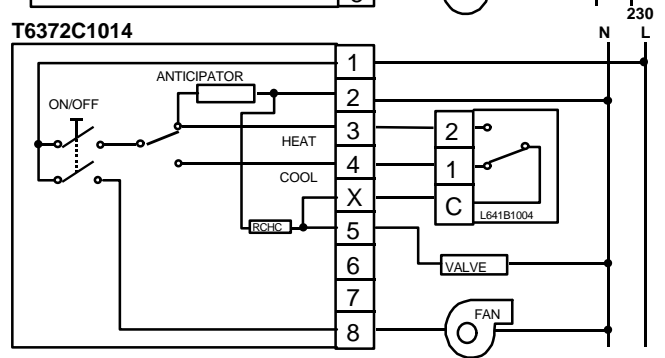 230
T6372C1014
N
L
1
ANTICIPATOR
2
ON/OFF
3
2
HEAT
4
1
COOL
X
C
L641B1004
RCHC
5
6
VALVE
7
FAN
8